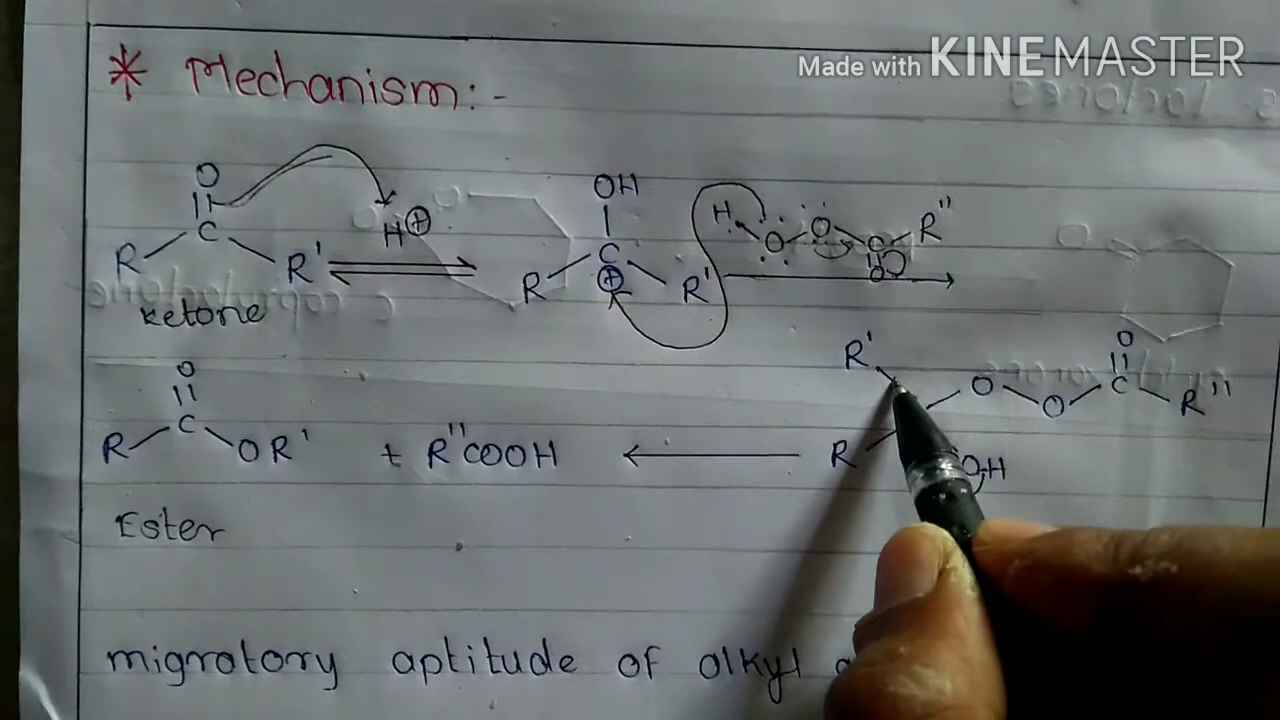 Made with KINEMASTER
* Mechanism:-
O OH H O O C R"
R C R' H⊕ R C R' O
⊕
ketone
O R' O O C R"
R C OR' + R"COOH R OH
Ester
migratory aptitude of alkyl